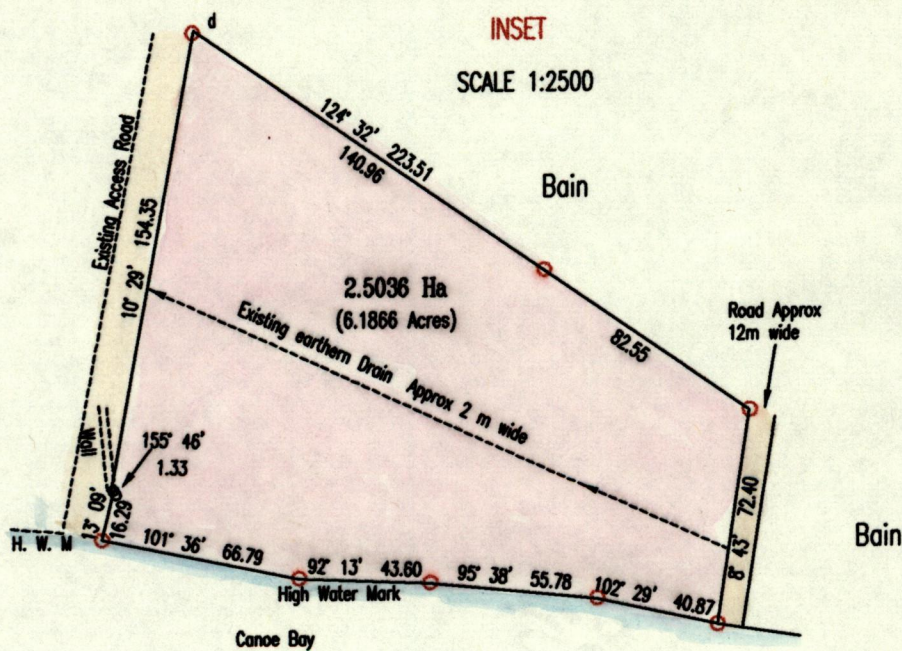 d
INSET
SCALE 1:2500
124° 32' 223.51
140.96
Bain
Existing Access Road
10° 29' 154.35
2.5036 Ha
(6.1866 Acres)
Existing earthern Drain Approx 2 m wide
82.55
Road Approx
12m wide
Wall
155° 46'
1.33
13° 09'
16.29
72.40
8° 43'
Bain
H. W. M
101° 36' 66.79
92° 13' 43.60
95° 38' 55.78
102° 29' 40.87
High Water Mark
Canoe Bay